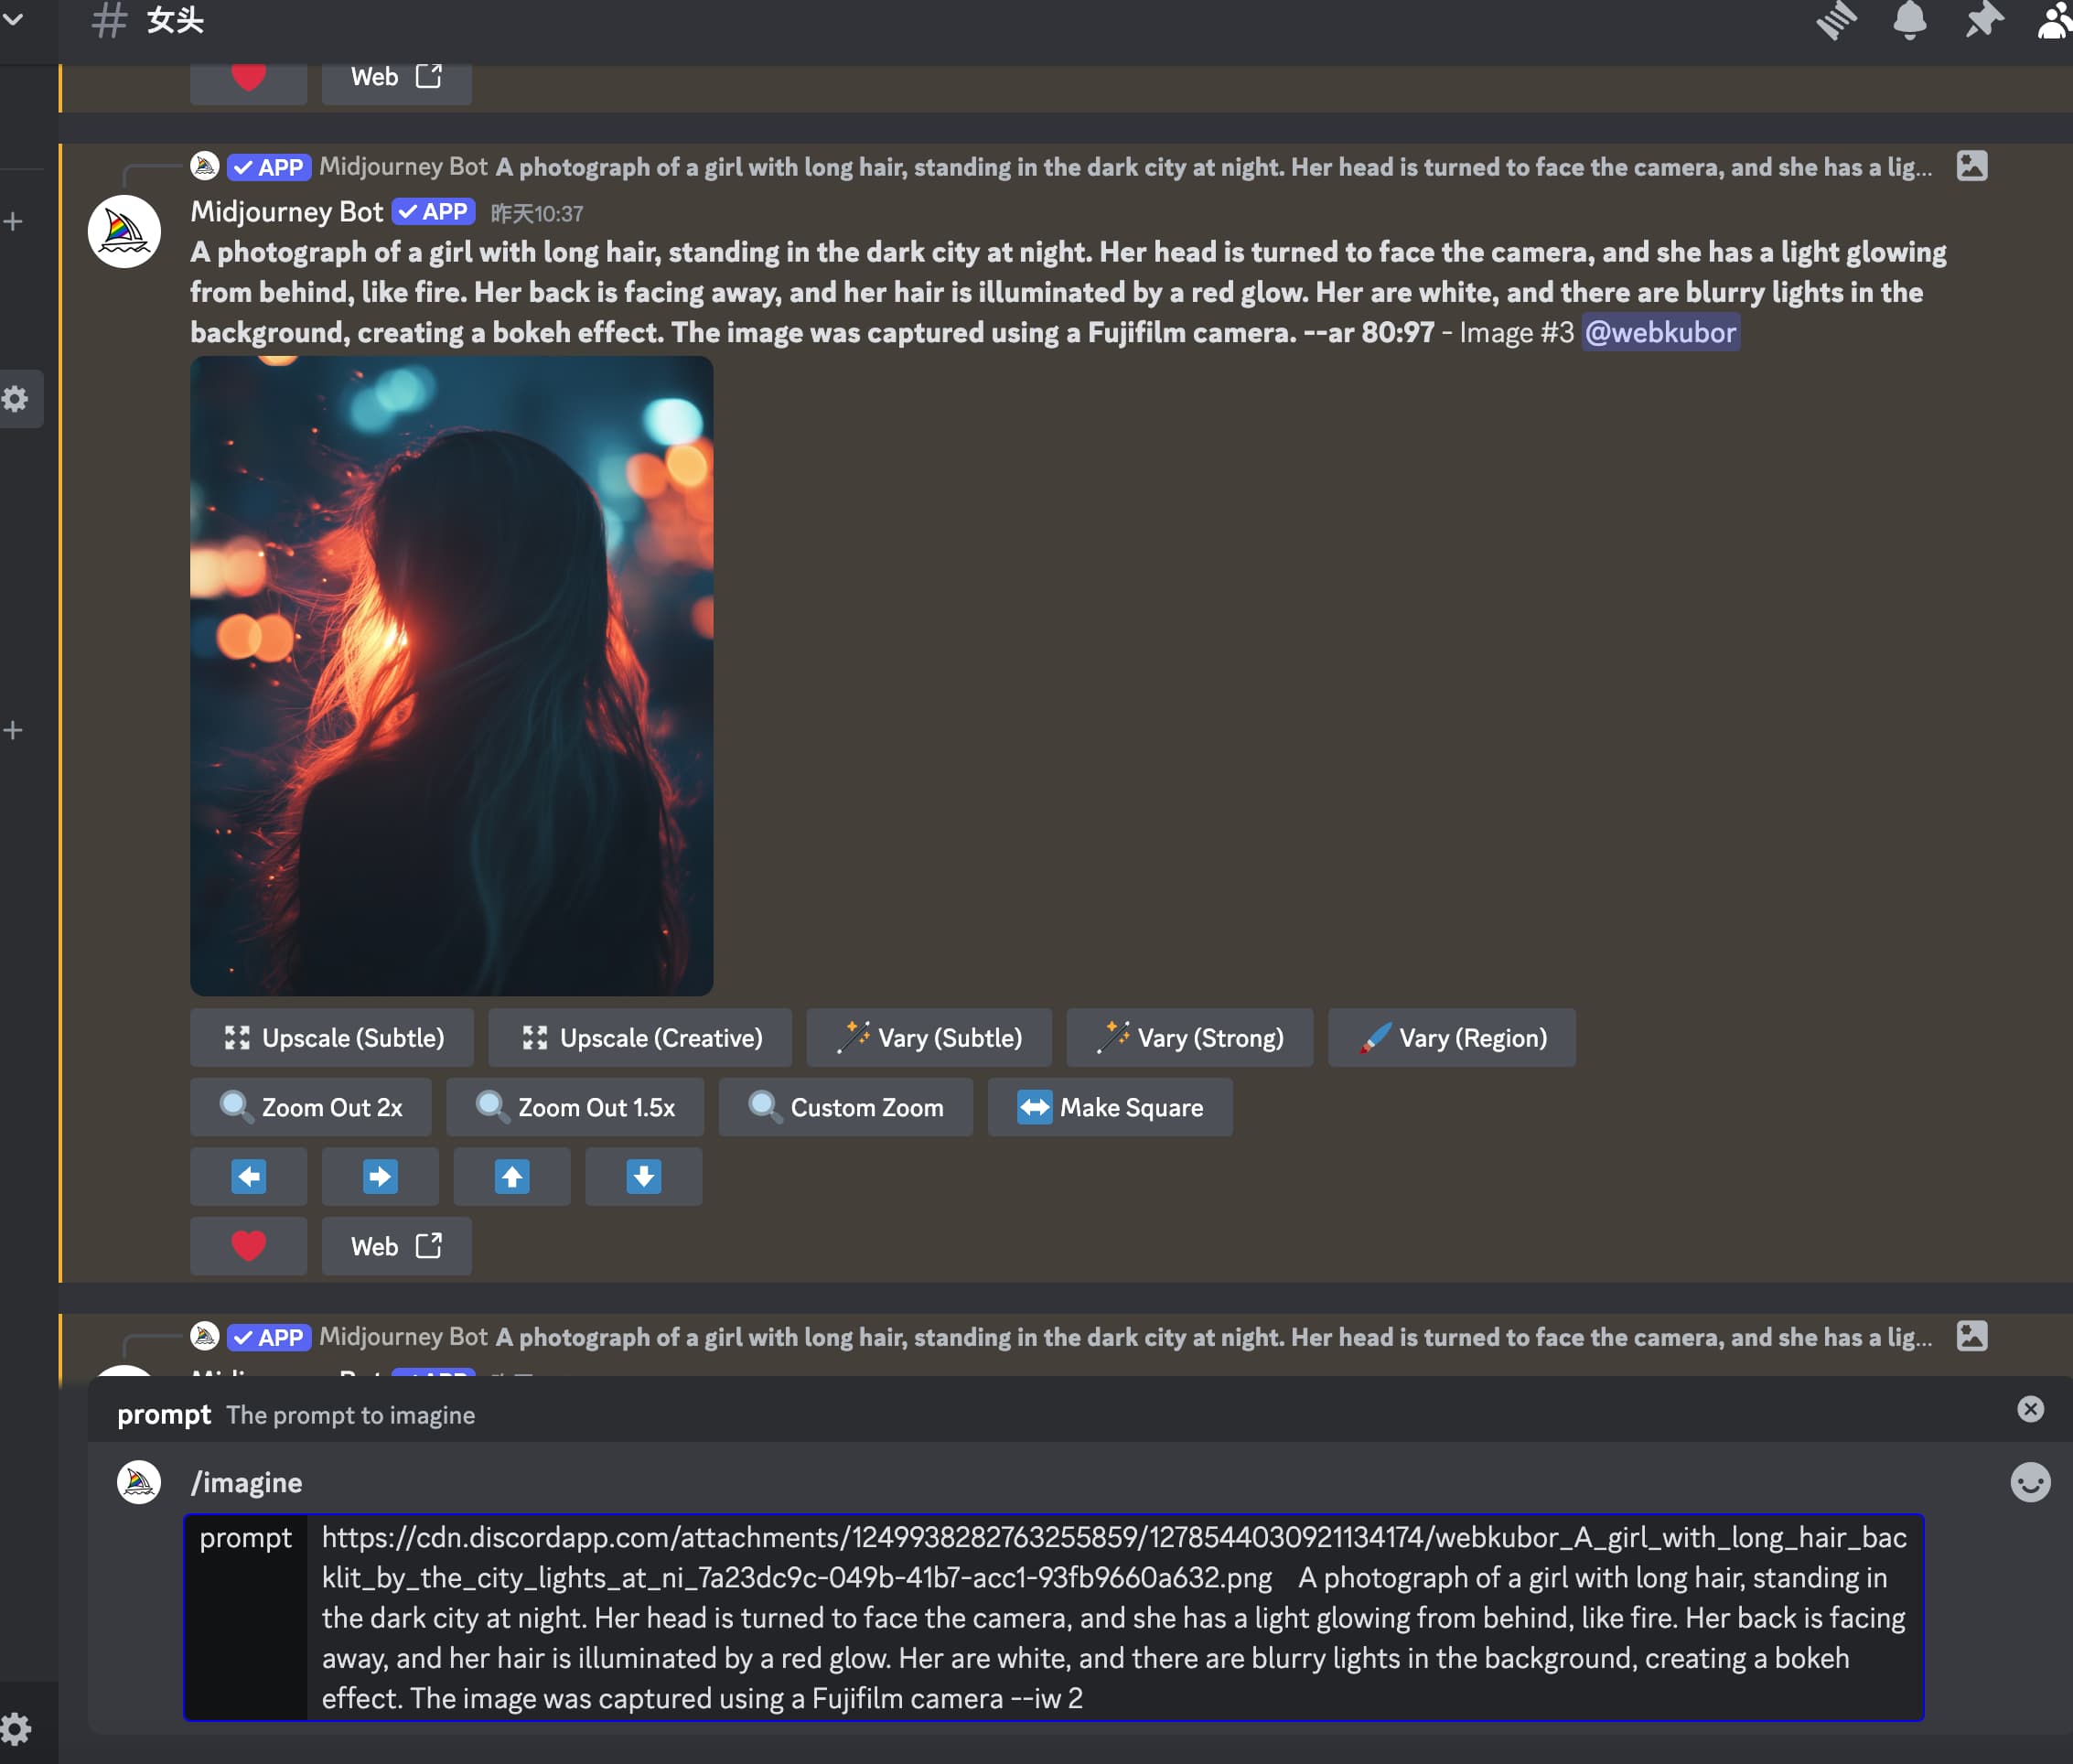 女头
Web
APP Midjourney Bot A photograph of a girl with long hair, standing in the dark city at night. Her head is turned to face the camera, and she has a lig...
Midjourney Bot APP 昨天10:37
A photograph of a girl with long hair, standing in the dark city at night. Her head is turned to face the camera, and she has a light glowing
from behind, like fire. Her back is facing away, and her hair is illuminated by a red glow. Her are white, and there are blurry lights in the
background, creating a bokeh effect. The image was captured using a Fujifilm camera. --ar 80:97 - Image #3 @webkubor
Upscale (Subtle) Upscale (Creative) Vary (Subtle) Vary (Strong) Vary (Region)
Zoom Out 2x Zoom Out 1.5x Custom Zoom Make Square
Web
APP Midjourney Bot A photograph of a girl with long hair, standing in the dark city at night. Her head is turned to face the camera, and she has a lig...
prompt The prompt to imagine
/imagine
prompt https://cdn.discordapp.com/attachments/1249938282763255859/1278544030921134174/webkubor_A_girl_with_long_hair_bac
klit_by_the_city_lights_at_ni_7a23dc9c-049b-41b7-acc1-93fb9660a632.png A photograph of a girl with long hair, standing in
the dark city at night. Her head is turned to face the camera, and she has a light glowing from behind, like fire. Her back is facing
away, and her hair is illuminated by a red glow. Her are white, and there are blurry lights in the background, creating a bokeh
effect. The image was captured using a Fujifilm camera --iw 2